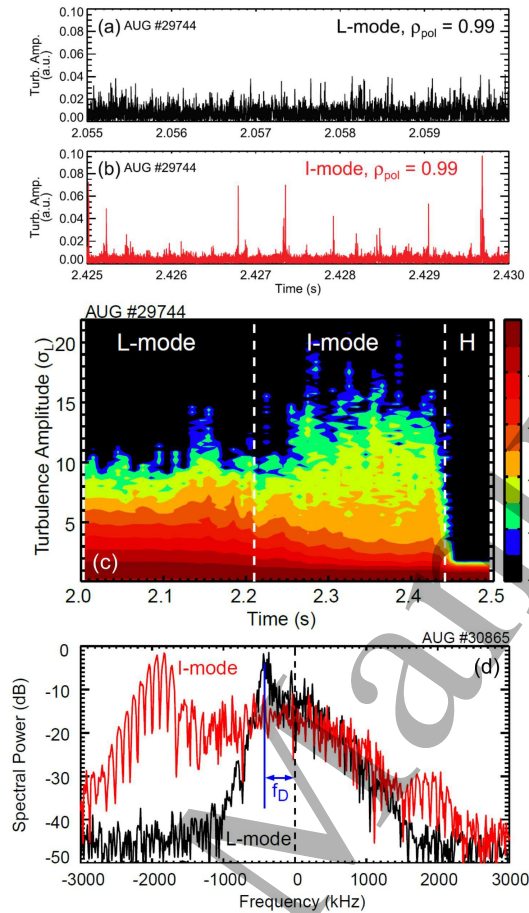 (a) AUG #29744 L-mode, ρpol = 0.99
Turb. Amp.
(a.u.)
0.10
0.08
0.06
0.04
0.02
0.00
2.055 2.056 2.057 2.058 2.059
(b) AUG #29744 I-mode, ρpol = 0.99
Turb. Amp.
(a.u.)
0.10
0.08
0.06
0.04
0.02
0.00
2.425 2.426 2.427 2.428 2.429 2.430
Time (s)
AUG #29744
L-mode I-mode H
Turbulence Amplitude (σL)
20
15
10
5
(c)
2.0 2.1 2.2 2.3 2.4 2.5
Time (s)
AUG #30865
I-mode (d)
Spectral Power (dB)
0
-10
-20
-30
-40
-50
fD
L-mode
-3000 -2000 -1000 0 1000 2000 3000
Frequency (kHz)